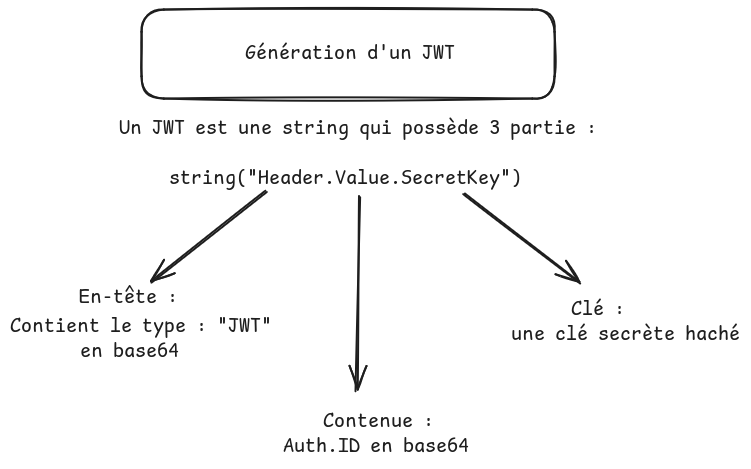 Génération d'un JWT
Un JWT est une string qui possède 3 partie :
string("Header.Value.SecretKey")
En-tête :
Contient le type : "JWT"
en base64
Clé :
une clé secrète haché
Contenue :
Auth.ID en base64